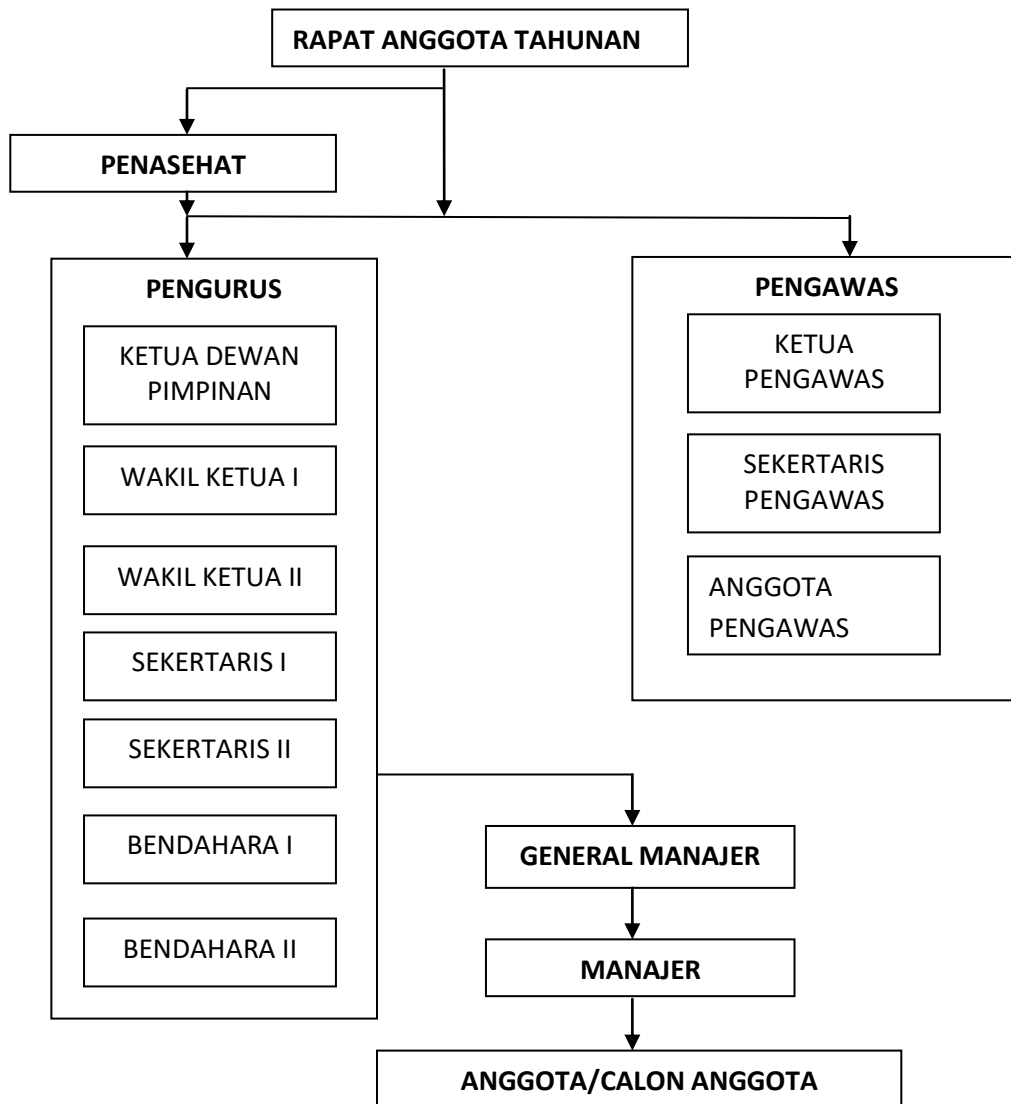 RAPAT ANGGOTA TAHUNAN
PENASEHAT
PENGURUS
KETUA DEWAN
PIMPINAN
WAKIL KETUA I
WAKIL KETUA II
SEKERTARIS I
SEKERTARIS II
BENDAHARA I
BENDAHARA II
PENGAWAS
KETUA
PENGAWAS
SEKERTARIS
PENGAWAS
ANGGOTA
PENGAWAS
GENERAL MANAJER
MANAJER
ANGGOTA/CALON ANGGOTA